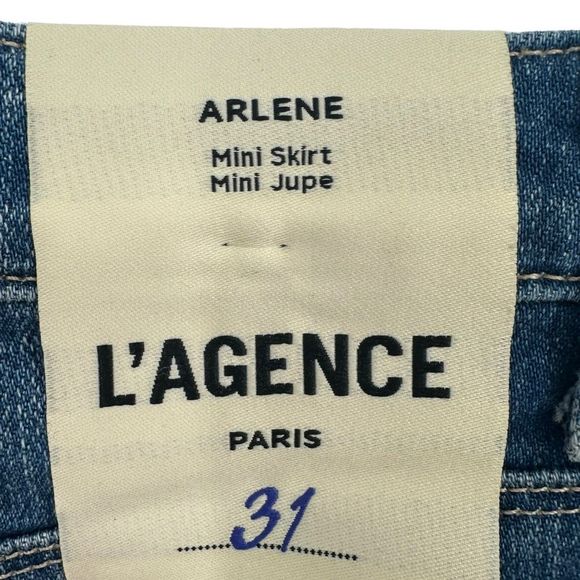 ARLENE
Mini Skirt
Mini Jupe
L'AGENCE
PARIS
31